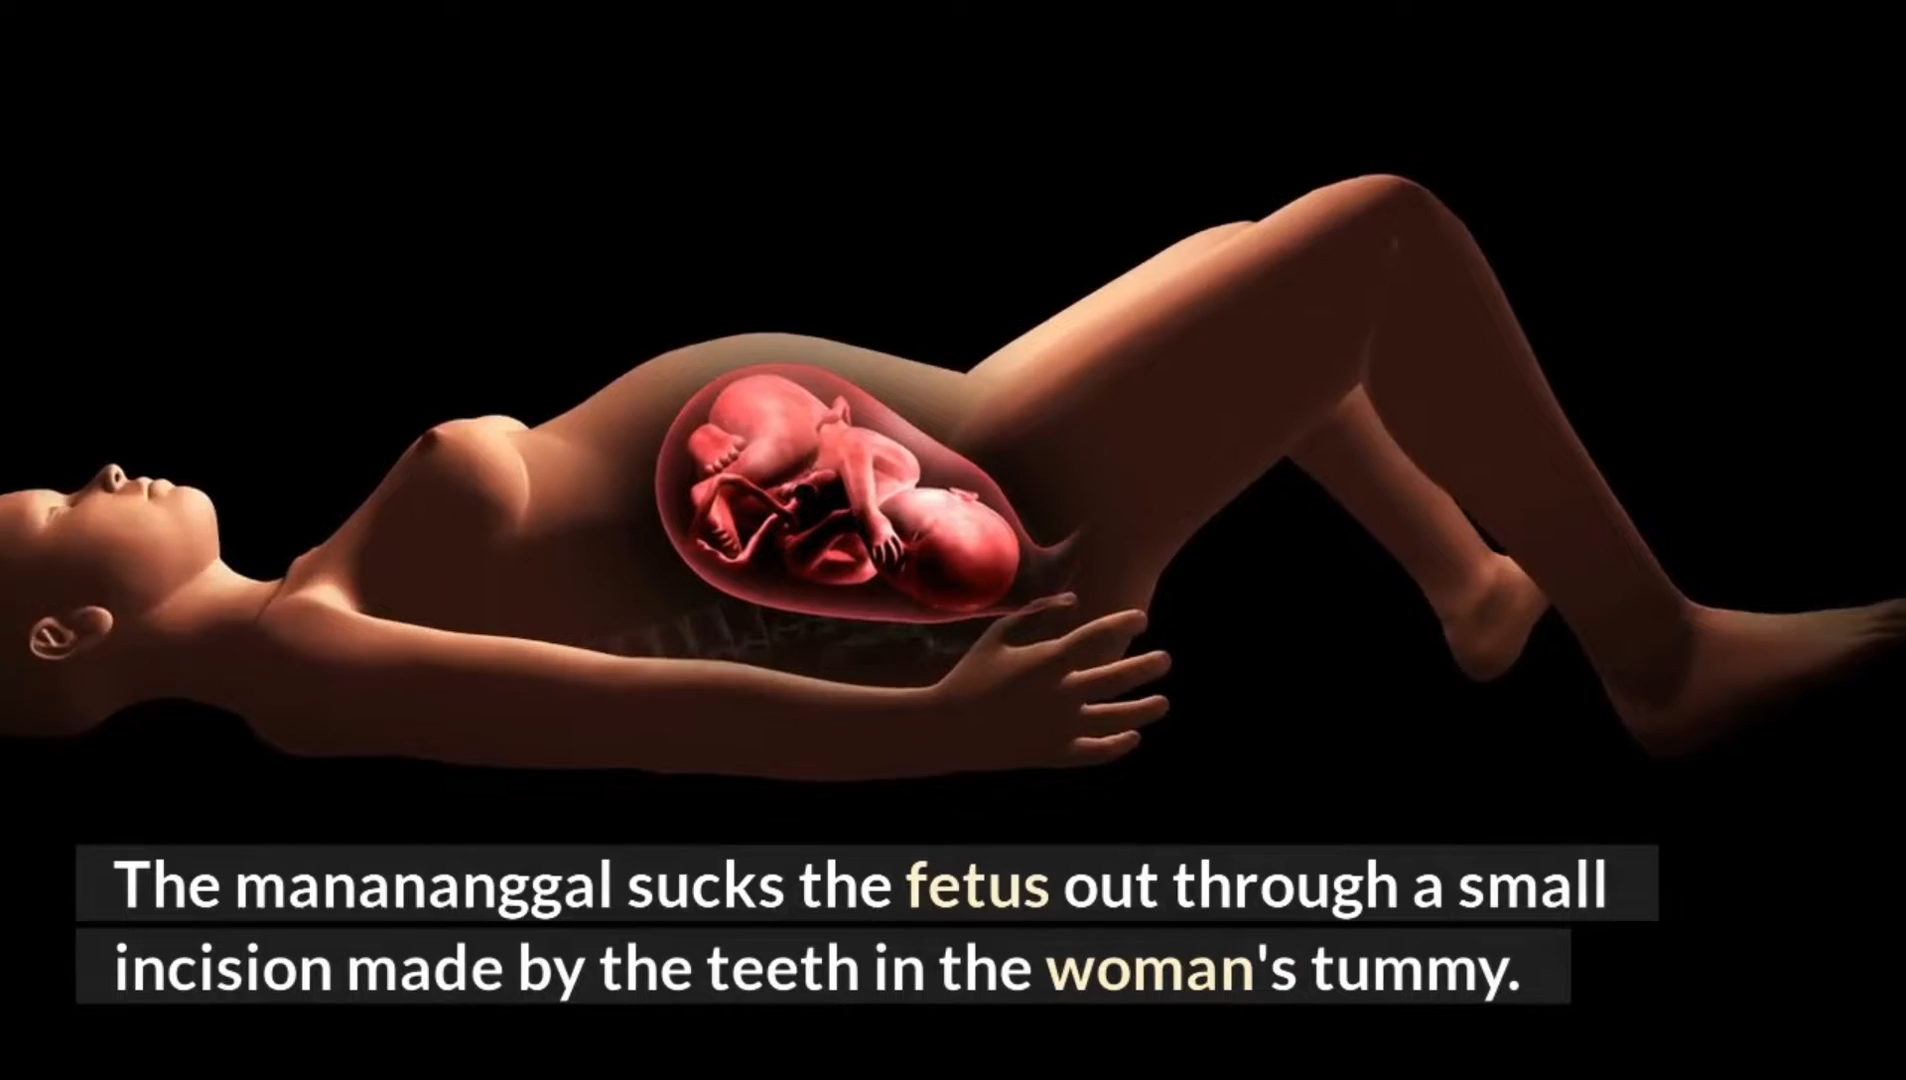 The manananggal sucks the fetus out through a small
incision made by the teeth in the woman's tummy.